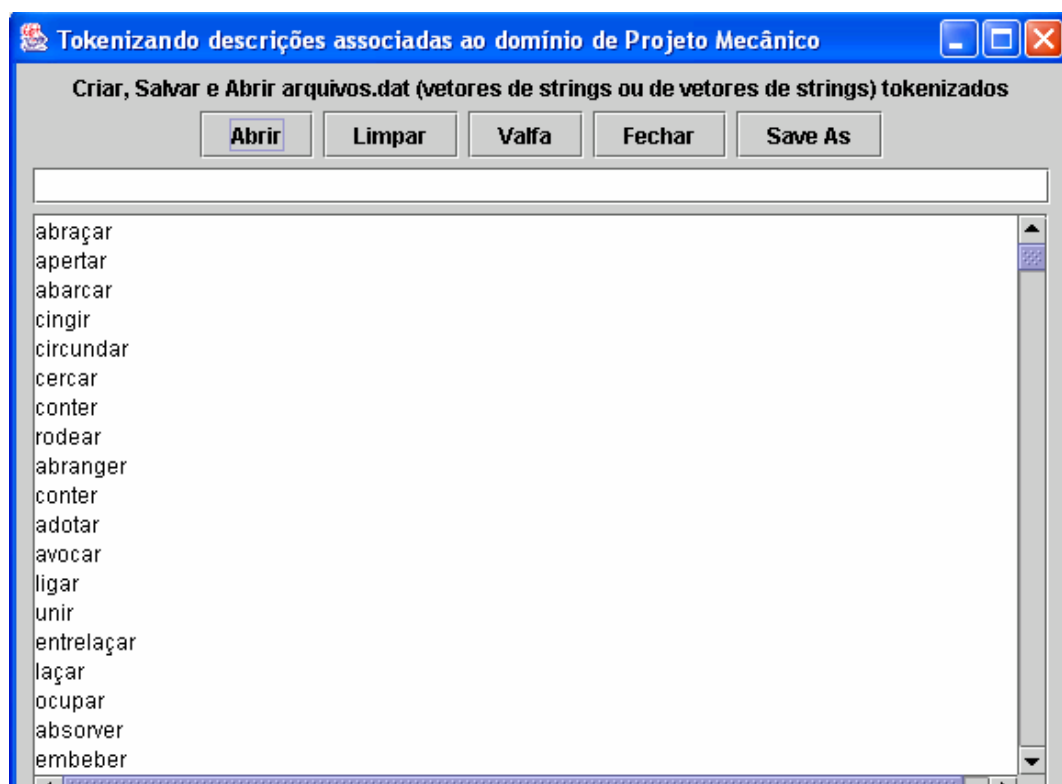 Tokenizando descrições associadas ao domínio de Projeto Mecânico
Criar, Salvar e Abrir arquivos.dat (vetores de strings ou de vetores de strings) tokenizados
Abrir Limpar Valfa Fechar Save As
abraçar
apertar
abarcar
cingir
circundar
cercar
conter
rodear
abranger
conter
adotar
avocar
ligar
unir
entrelaçar
laçar
ocupar
absorver
embeber